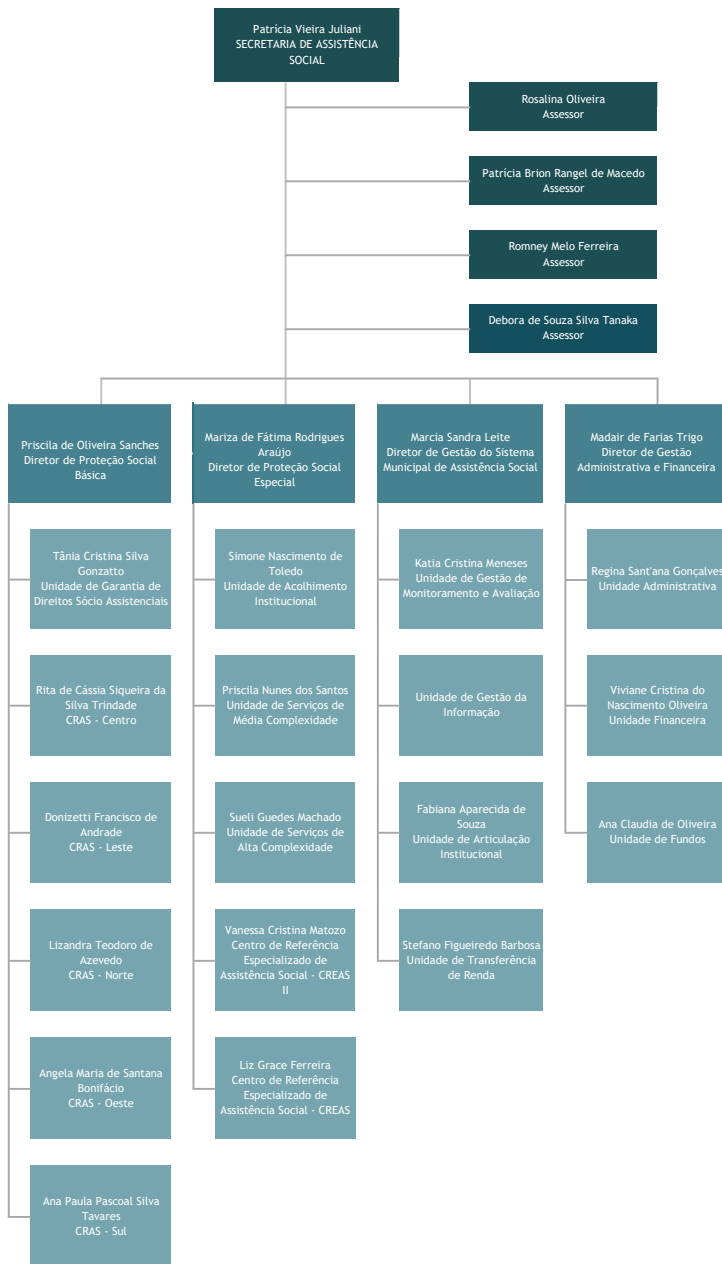 Patrícia Vieira Juliani
SECRETARIA DE ASSISTÊNCIA
SOCIAL
Rosalina Oliveira
Assessor
Patrícia Brion Rangel de Macedo
Assessor
Romney Melo Ferreira
Assessor
Debora de Souza Silva Tanaka
Assessor
Priscila de Oliveira Sanches
Diretor de Proteção Social
Básica
Tânia Cristina Silva
Gonzatto
Unidade de Garantia de
Direitos Sócio Assistenciais
Rita de Cássia Siqueira da
Silva Trindade
CRAS - Centro
Donizetti Francisco de
Andrade
CRAS - Leste
Lizandra Teodoro de
Azevedo
CRAS - Norte
Angela Maria de Santana
Bonifácio
CRAS - Oeste
Ana Paula Pascoal Silva
Tavares
CRAS - Sul
Mariza de Fátima Rodrigues
Araújo
Diretor de Proteção Social
Especial
Simone Nascimento de
Toledo
Unidade de Acolhimento
Institucional
Priscila Nunes dos Santos
Unidade de Serviços de
Média Complexidade
Sueli Guedes Machado
Unidade de Serviços de
Alta Complexidade
Vanessa Cristina Matozo
Centro de Referência
Especializado de
Assistência Social - CREAS
II
Liz Grace Ferreira
Centro de Referência
Especializado de
Assistência Social - CREAS
Marcia Sandra Leite
Diretor de Gestão do Sistema
Municipal de Assistência Social
Katia Cristina Meneses
Unidade de Gestão de
Monitoramento e Avaliação
Unidade de Gestão da
Informação
Fabiana Aparecida de
Souza
Unidade de Articulação
Institucional
Stefano Figueiredo Barbosa
Unidade de Transferência
de Renda
Madair de Farias Trigo
Diretor de Gestão
Administrativa e Financeira
Regina Sant'ana Gonçalves
Unidade Administrativa
Viviane Cristina do
Nascimento Oliveira
Unidade Financeira
Ana Claudia de Oliveira
Unidade de Fundos